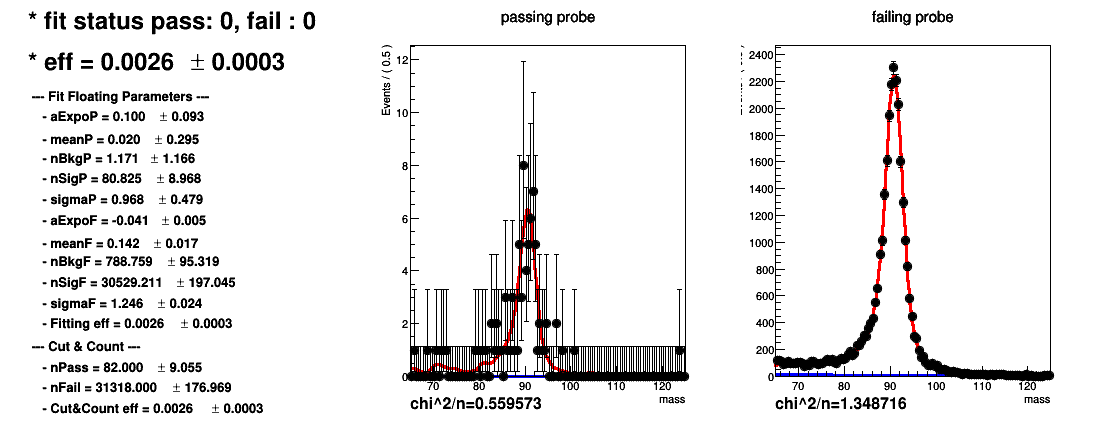 * fit status pass: 0, fail : 0
* eff = 0.0026 ± 0.0003
--- Fit Floating Parameters ---
- aExpoP = 0.100 ± 0.093
- meanP = 0.020 ± 0.295
- nBkgP = 1.171 ± 1.166
- nSigP = 80.825 ± 8.968
- sigmaP = 0.968 ± 0.479
- aExpoF = -0.041 ± 0.005
- meanF = 0.142 ± 0.017
- nBkgF = 788.759 ± 95.319
- nSigF = 30529.211 ± 197.045
- sigmaF = 1.246 ± 0.024
- Fitting eff = 0.0026 ± 0.0003
--- Cut & Count ---
- nPass = 82.000 ± 9.055
- nFail = 31318.000 ± 176.969
- Cut&Count eff = 0.0026 ± 0.0003
passing probe
Events / ( 0.5 )
12
10
8
6
4
2
0
70 80 90 100 110 120
mass
chi^2/n=0.559573
failing probe
2400
2200
2000
1800
1600
1400
1200
1000
800
600
400
200
0
70 80 90 100 110 120
mass
chi^2/n=1.348716